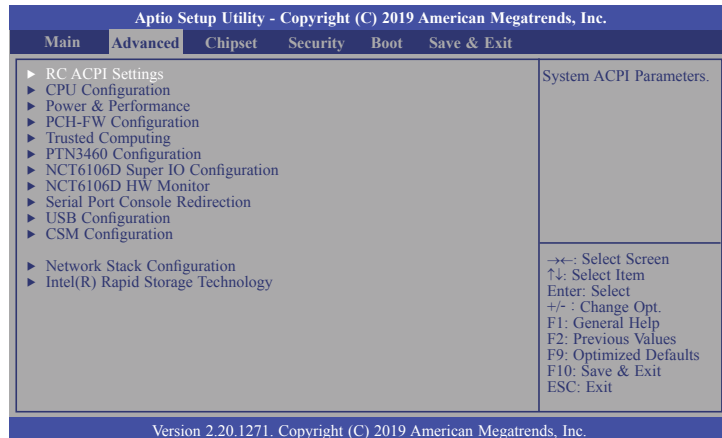 Aptio Setup Utility - Copyright (C) 2019 American Megatrends, Inc.
Main Advanced Chipset Security Boot Save & Exit
► RC ACPI Settings
► CPU Configuration
► Power & Performance
► PCH-FW Configuration
► Trusted Computing
► PTN3460 Configuration
► NCT6106D Super IO Configuration
► NCT6106D HW Monitor
► Serial Port Console Redirection
► USB Configuration
► CSM Configuration
► Network Stack Configuration
► Intel(R) Rapid Storage Technology
System ACPI Parameters.
→←: Select Screen
↑↓: Select Item
Enter: Select
+/- : Change Opt.
F1: General Help
F2: Previous Values
F9: Optimized Defaults
F10: Save & Exit
ESC: Exit
Version 2.20.1271. Copyright (C) 2019 American Megatrends, Inc.